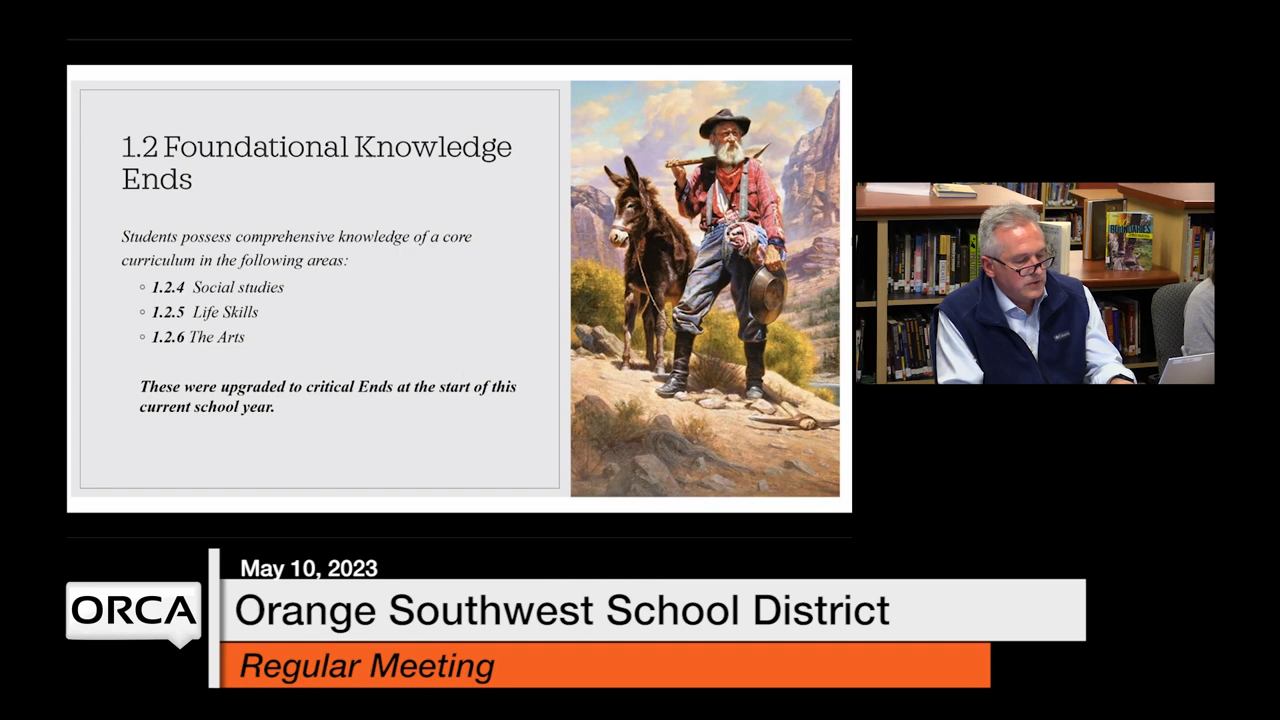 1.2 Foundational Knowledge
Ends
Students possess comprehensive knowledge of a core
curriculum in the following areas:
◦ 1.2.4 Social studies
◦ 1.2.5 Life Skills
◦ 1.2.6 The Arts
These were upgraded to critical Ends at the start of this
current school year.
BOUNDARIES
May 10, 2023
ORCA
Orange Southwest School District
Regular Meeting